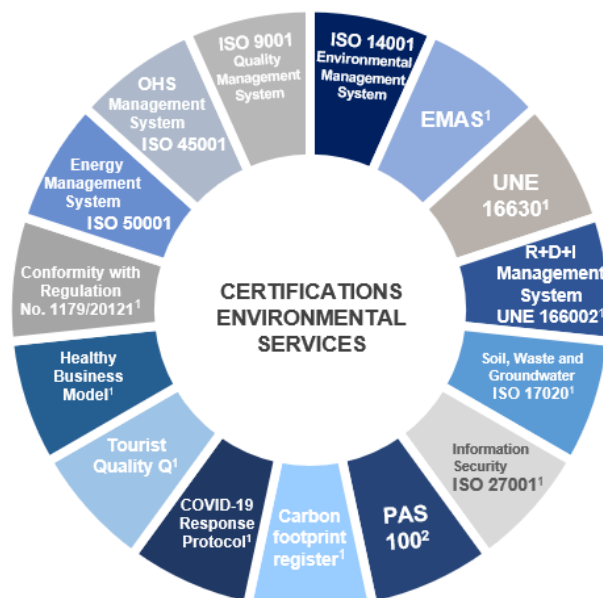 ISO 9001
Quality
Management
System
ISO 14001
Environmental
Management
System
EMAS¹
UNE
16630¹
R+D+I
Management
System
UNE 166002¹
Soil, Waste and
Groundwater
ISO 17020¹
Information
Security
ISO 27001¹
PAS
100²
Carbon
footprint
register¹
COVID-19
Response
Protocol¹
Tourist
Quality Q¹
Healthy
Business
Model¹
Conformity with
Regulation
No. 1179/20121¹
Energy
Management
System
ISO 50001
OHS
Management
System
ISO 45001
CERTIFICATIONS
ENVIRONMENTAL
SERVICES